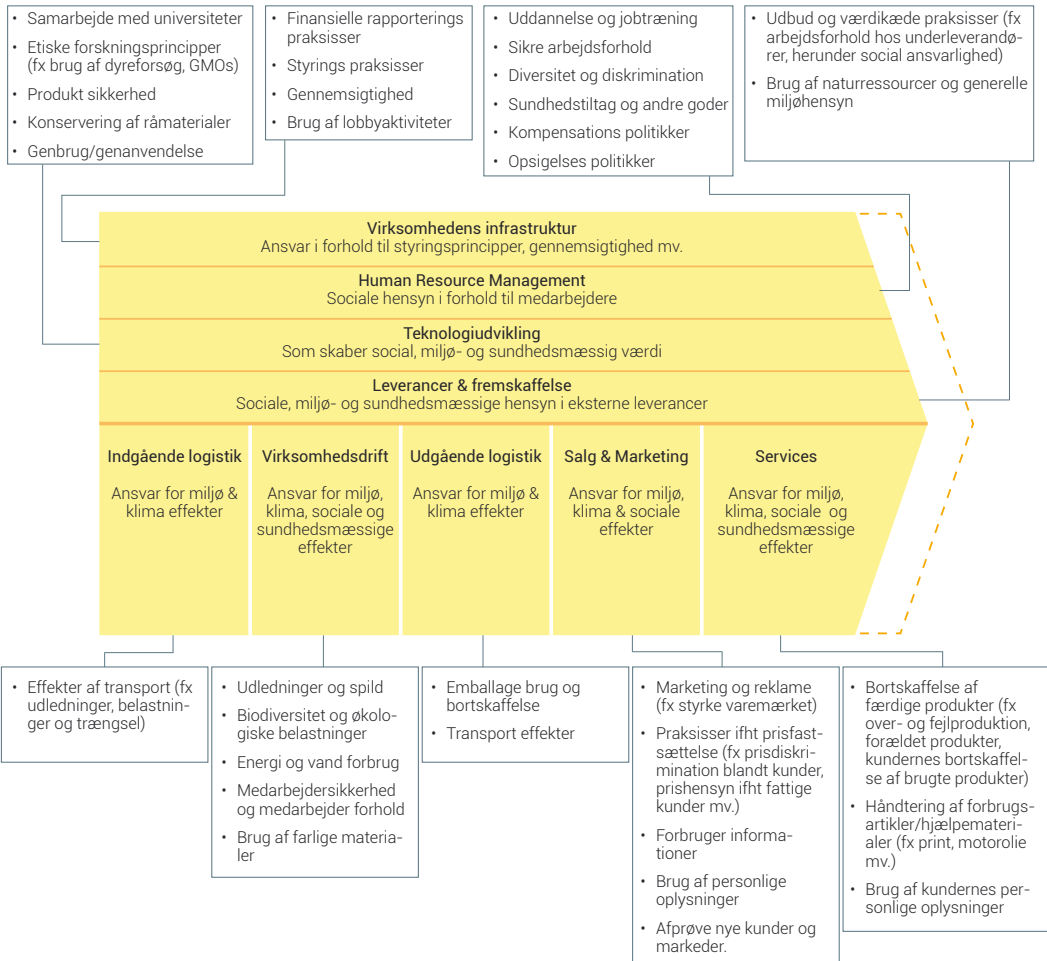 • Samarbejde med universiteter
• Etiske forskningsprincipper
(fx brug af dyreforsøg, GMOs)
• Produkt sikkerhed
• Konservering af råmaterialer
• Genbrug/genanvendelse
• Finansielle rapporterings
praksisser
• Styrings praksisser
• Gennemsigtighed
• Brug af lobbyaktiviteter
• Uddannelse og jobtræning
• Sikre arbejdsforhold
• Diversitet og diskrimination
• Sundhedstiltag og andre goder
• Kompensations politikker
• Opsigelses politikker
• Udbud og værdikæde praksisser (fx
arbejdsforhold hos underleverandø-
rer, herunder social ansvarlighed)
• Brug af naturressourcer og generelle
miljøhensyn
Virksomhedens infrastruktur
Ansvar i forhold til styringsprincipper, gennemsigtighed mv.
Human Resource Management
Sociale hensyn i forhold til medarbejdere
Teknologiudvikling
Som skaber social, miljø- og sundhedsmæssig værdi
Leverancer & fremskaffelse
Sociale, miljø- og sundhedsmæssige hensyn i eksterne leverancer
Indgående logistik
Ansvar for miljø &
klima effekter
Virksomhedsdrift
Ansvar for miljø,
klima, sociale og
sundhedsmæssige
effekter
Udgående logistik
Ansvar for miljø &
klima effekter
Salg & Marketing
Ansvar for miljø,
klima & sociale
effekter
Services
Ansvar for miljø,
klima, sociale og
sundhedsmæssige
effekter
• Effekter af transport (fx
udledninger, belastnin-
ger og trængsel)
• Udledninger og spild
• Biodiversitet og økolo-
giske belastninger
• Energi og vand forbrug
• Medarbejdersikkerhed
og medarbejder forhold
• Brug af farlige materia-
ler
• Emballage brug og
bortskaffelse
• Transport effekter
• Marketing og reklame
(fx styrke varemærket)
• Praksisser ifht prisfast-
sættelse (fx prisdiskri-
mination blandt kunder,
prishensyn ifht fattige
kunder mv.)
• Forbruger informa-
tioner
• Brug af personlige
oplysninger
• Afprøve nye kunder og
markeder.
• Bortskaffelse af
færdige produkter (fx
over- og fejlproduktion,
forældet produkter,
kundernes bortskaffel-
se af brugte produkter)
• Håndtering af forbrugs-
artikler/hjælpemateri-
aler (fx print, motorolie
mv.)
• Brug af kundernes per-
sonlige oplysninger